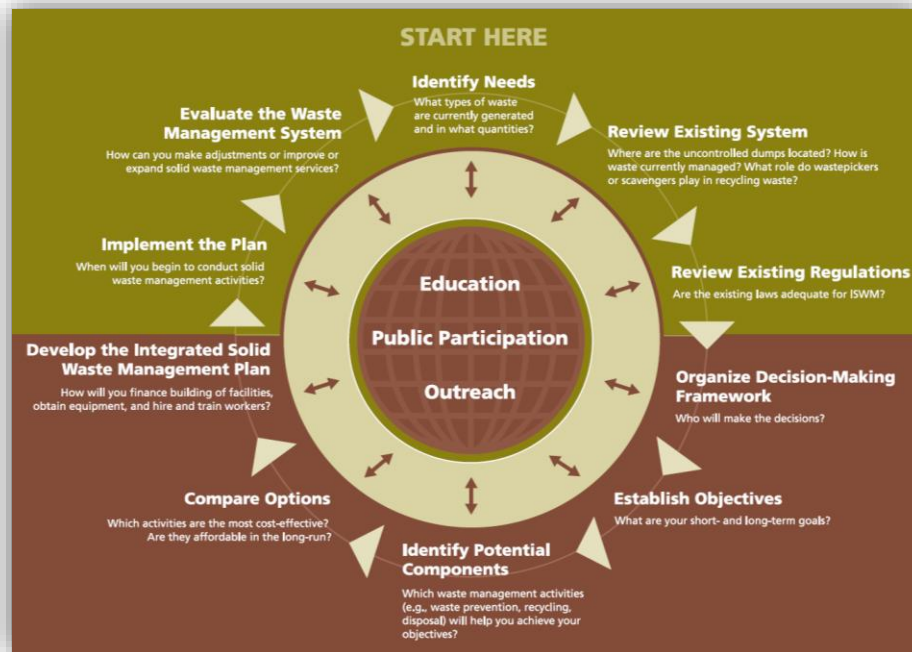 START HERE
Identify Needs
What types of waste
are currently generated
and in what quantities?
Review Existing System
Where are the uncontrolled dumps located? How is
waste currently managed? What role do wastepickers
or scavengers play in recycling waste?
Review Existing Regulations
Are the existing laws adequate for ISWM?
Organize Decision-Making
Framework
Who will make the decisions?
Establish Objectives
What are your short- and long-term goals?
Identify Potential
Components
Which waste management activities
(e.g., waste prevention, recycling,
disposal) will help you achieve your
objectives?
Compare Options
Which activities are the most cost-effective?
Are they affordable in the long-run?
Develop the Integrated Solid
Waste Management Plan
How will you finance building of facilities,
obtain equipment, and hire and train workers?
Implement the Plan
When will you begin to conduct solid
waste management activities?
Evaluate the Waste
Management System
How can you make adjustments or improve or
expand solid waste management services?
Education
Public Participation
Outreach